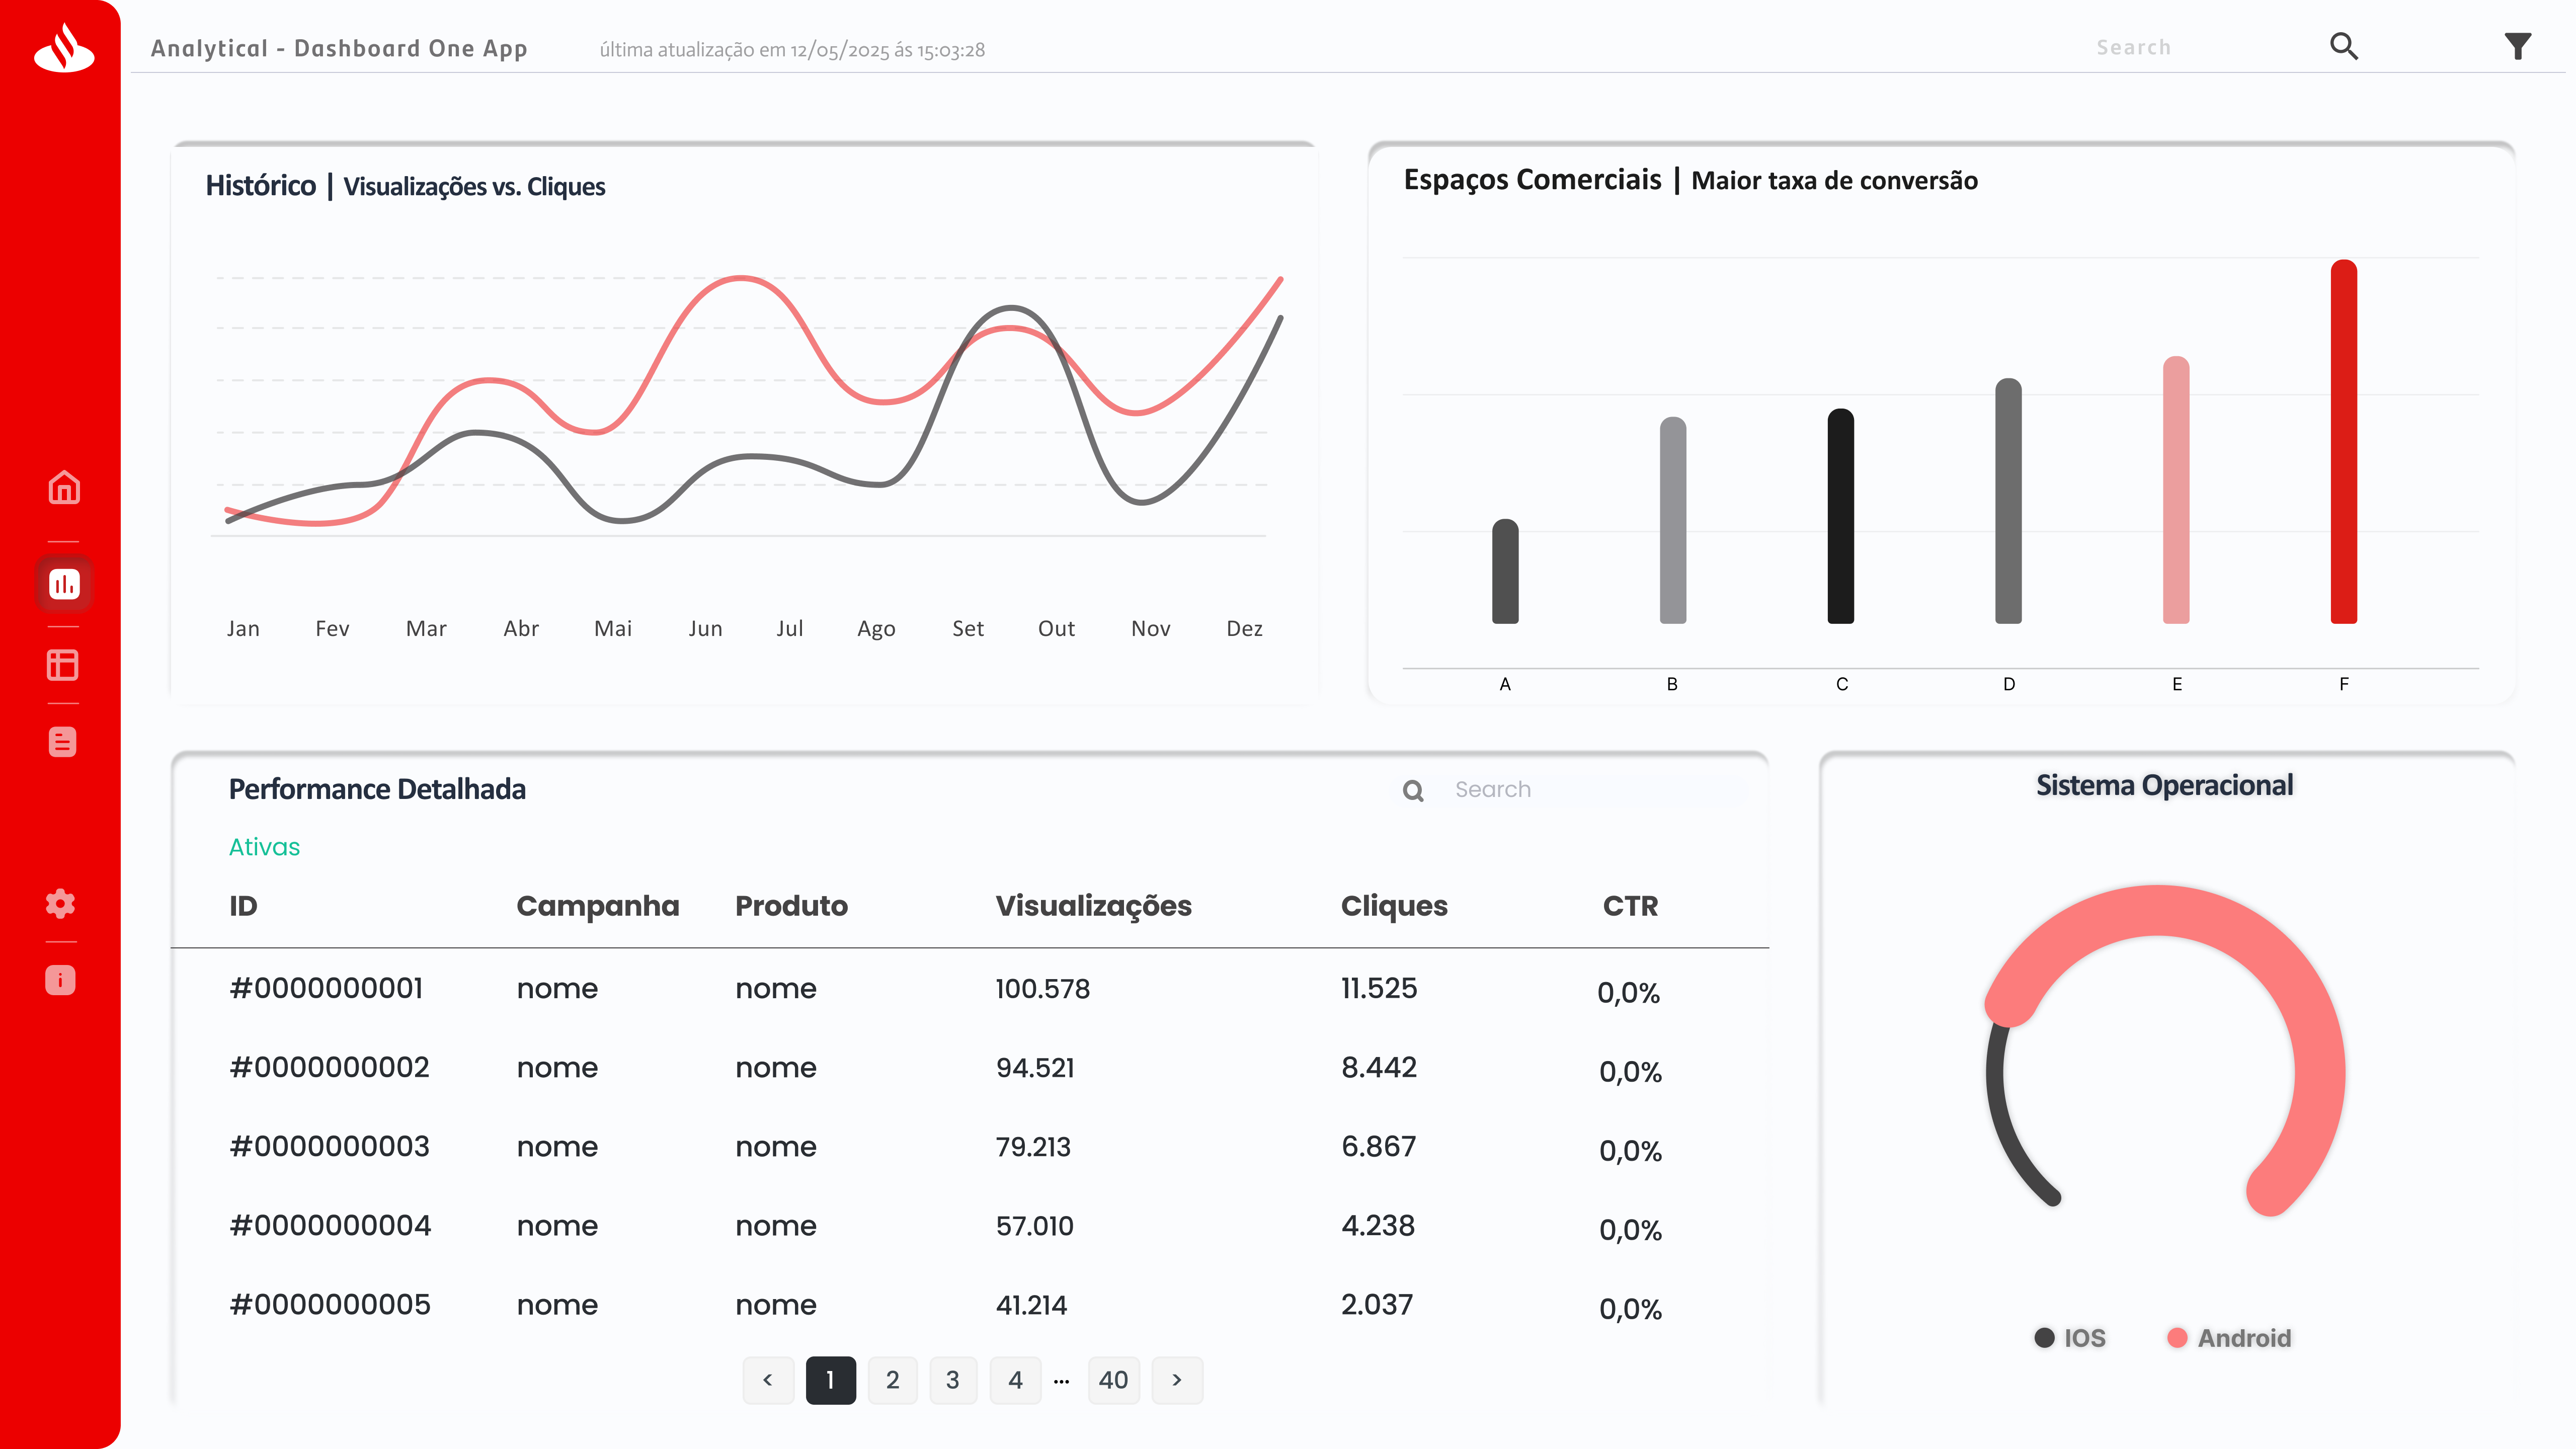 Analytical - Dashboard One App
última atualização em 12/05/2025 ás 15:03:28
Search
Histórico | Visualizações vs. Cliques
Jan Fev Mar Abr Mai Jun Jul Ago Set Out Nov Dez
Espaços Comerciais | Maior taxa de conversão
A B C D E F
Performance Detalhada
Search
Ativas
ID Campanha Produto Visualizações Cliques CTR
#0000000001 nome nome 100.578 11.525 0,0%
#0000000002 nome nome 94.521 8.442 0,0%
#0000000003 nome nome 79.213 6.867 0,0%
#0000000004 nome nome 57.010 4.238 0,0%
#0000000005 nome nome 41.214 2.037 0,0%
< 1 2 3 4 ... 40 >
Sistema Operacional
IOS Android